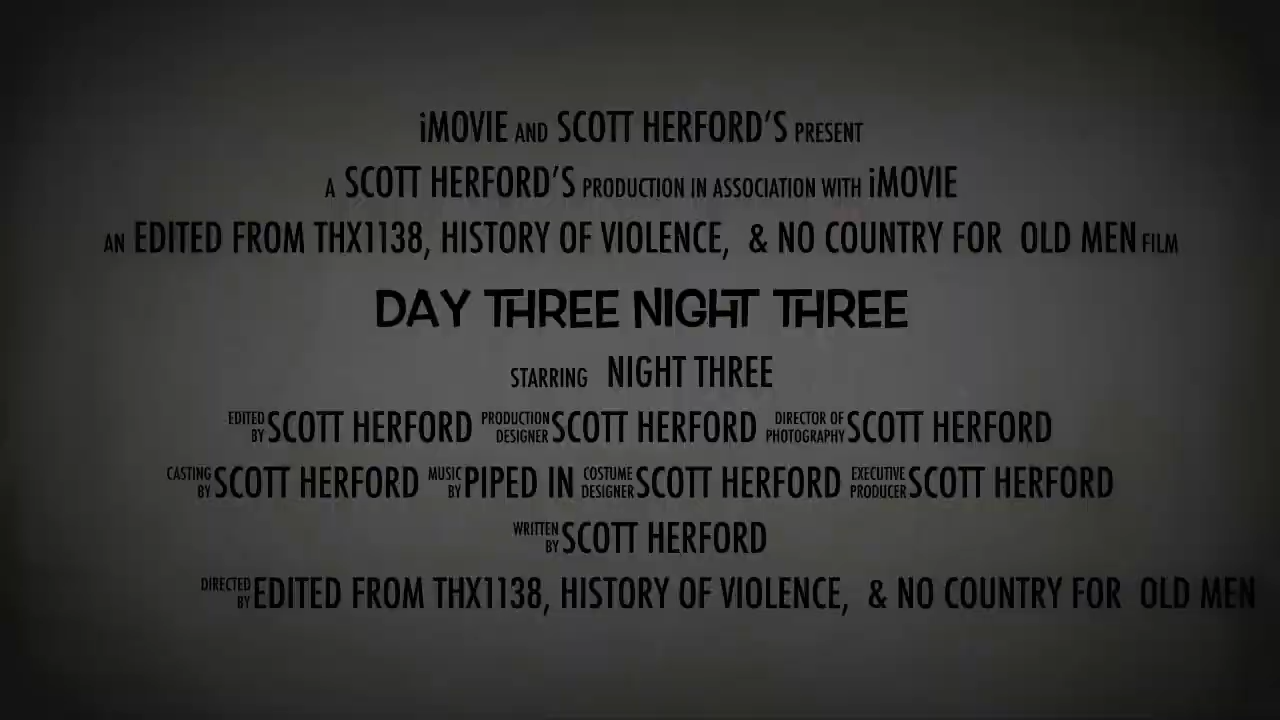 iMOVIE AND SCOTT HERFORD'S PRESENT
A SCOTT HERFORD'S PRODUCTION IN ASSOCIATION WITH iMOVIE
AN EDITED FROM THX1138, HISTORY OF VIOLENCE, & NO COUNTRY FOR OLD MEN FILM
DAY THREE NIGHT THREE
STARRING NIGHT THREE
EDITED BY SCOTT HERFORD PRODUCTION DESIGNER SCOTT HERFORD DIRECTOR OF PHOTOGRAPHY SCOTT HERFORD
CASTING BY SCOTT HERFORD MUSIC BY PIPED IN COSTUME DESIGNER SCOTT HERFORD EXECUTIVE PRODUCER SCOTT HERFORD
WRITTEN BY SCOTT HERFORD
DIRECTED BY EDITED FROM THX1138, HISTORY OF VIOLENCE, & NO COUNTRY FOR OLD MEN